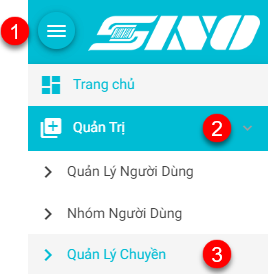 1
SINO
Trang chủ
Quản Trị
2
Quản Lý Người Dùng
Nhóm Người Dùng
Quản Lý Chuyền
3